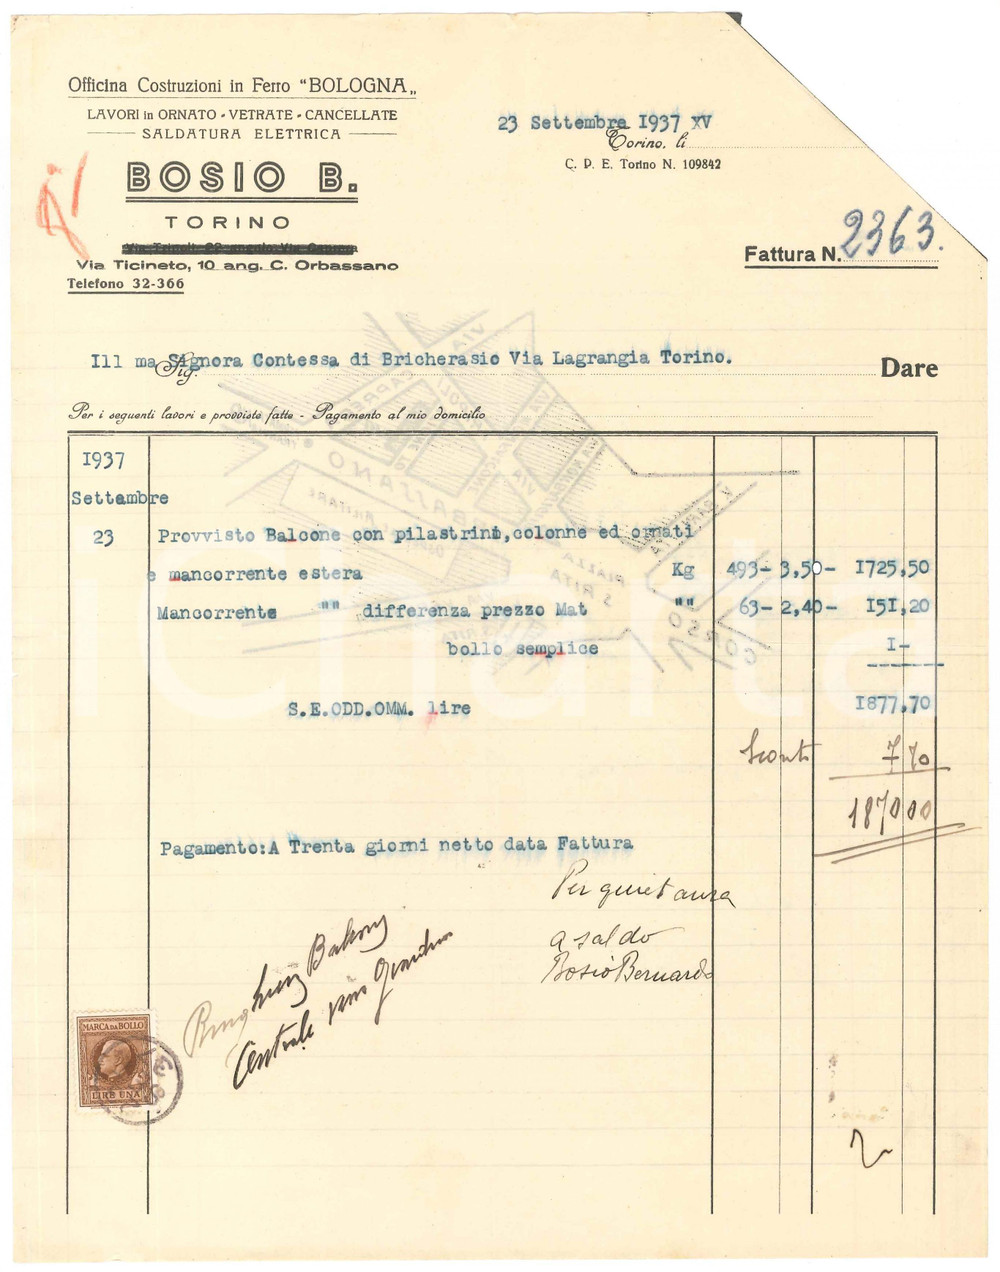 Officina Costruzioni in Ferro "BOLOGNA„
LAVORI in ORNATO - VETRATE - CANCELLATE
SALDATURA ELETTRICA
BOSIO B.
TORINO
Via Ticineto, 10 ang. C. Orbassano
Telefono 32-366
23 Settembre 1937 XV
Torino, li
C. P. E. Torino N. 109842
Fattura N. 2363.
Ill ma Signora Contessa di Bricherasio Via Lagrangia Torino.
Sig.
Dare
Per i seguenti lavori e provviste fatte - Pagamento al mio domicilio
1937
Settembre
23 Provvisto Balcone con pilastrini,colonne ed ornati
e mancorrente estera Kg 493- 3,50- 1725,50
Mancorrente "" differenza prezzo Mat "" 63- 2,40- 151,20
bollo semplice 1-
S.E.ODD.OMM. lire 1877,70
Sconto 7 70
1870 00
Pagamento:A Trenta giorni netto data Fattura
Per quietanza
a saldo
Bosio Bernardo
Centrale
MARCA DA BOLLO
LIRE UNA